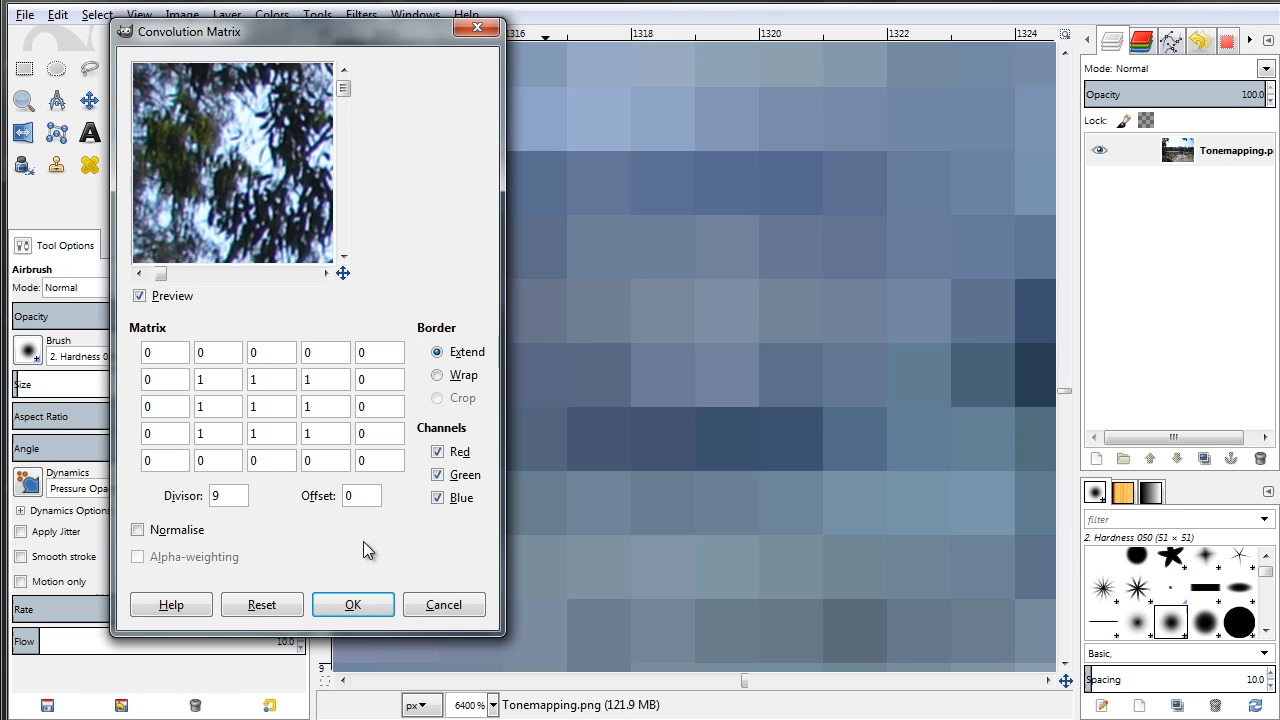 File Edit Select View Image Layer Colors Tools Filters Windows Help
Convolution Matrix
1316 1318 1320 1322 1324
Mode: Normal
Opacity 100.0
Lock:
Tonemapping.p
Tool Options
Airbrush
Mode: Normal
Opacity
Brush
2. Hardness 0
Size
Aspect Ratio
Angle
Dynamics
Pressure Opa
Dynamics Option
Apply Jitter
Smooth stroke
Motion only
Rate
Flow 10.0
Preview
Matrix
0 0 0 0 0
0 1 1 1 0
0 1 1 1 0
0 1 1 1 0
0 0 0 0 0
Divisor: 9 Offset: 0
Normalise
Alpha-weighting
Border
Extend
Wrap
Crop
Channels
Red
Green
Blue
Help Reset OK Cancel
9
px 6400 % Tonemapping.png (121.9 MB)
filter
2. Hardness 050 (51 × 51)
Basic,
Spacing 10.0